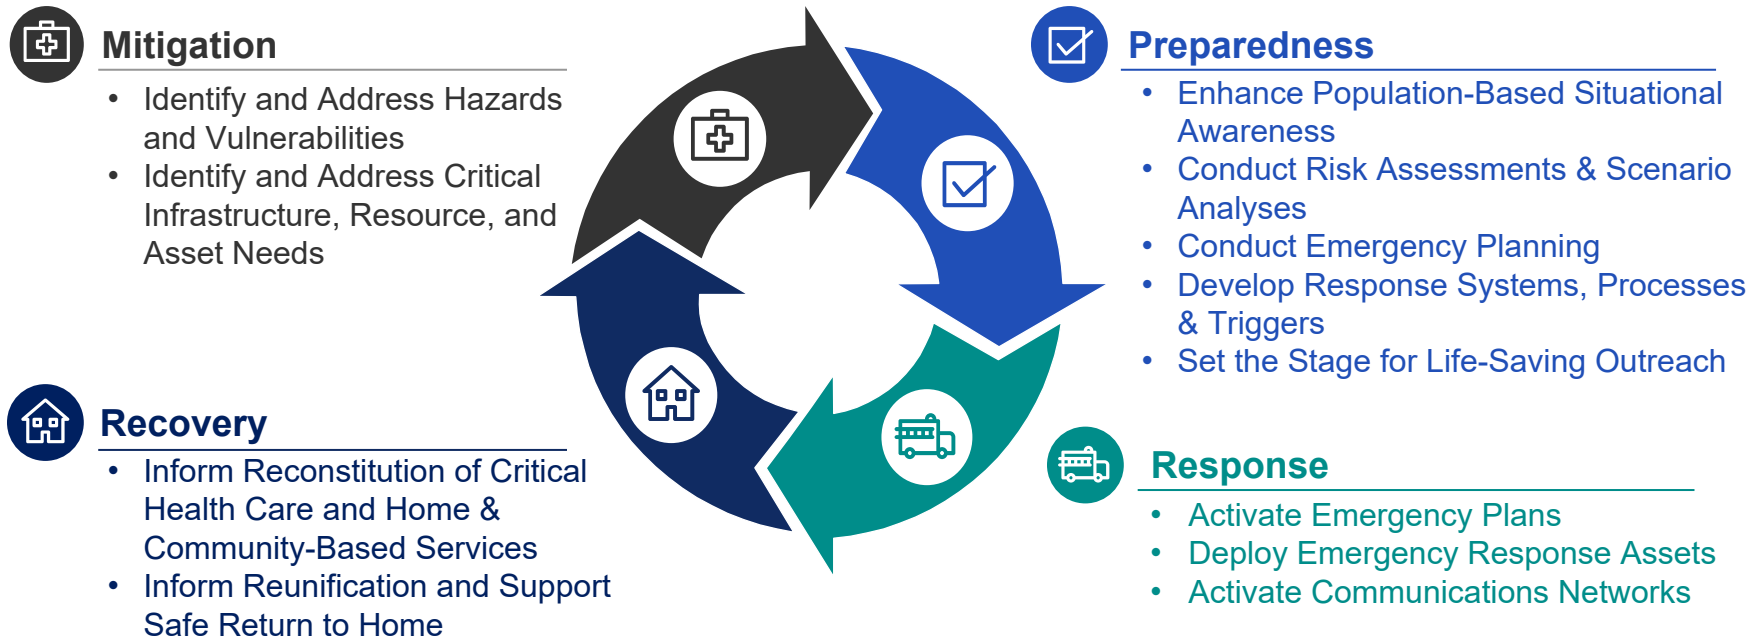 Mitigation
• Identify and Address Hazards
and Vulnerabilities
• Identify and Address Critical
Infrastructure, Resource, and
Asset Needs
Preparedness
• Enhance Population-Based Situational
Awareness
• Conduct Risk Assessments & Scenario
Analyses
• Conduct Emergency Planning
• Develop Response Systems, Processes
& Triggers
• Set the Stage for Life-Saving Outreach
Recovery
• Inform Reconstitution of Critical
Health Care and Home &
Community-Based Services
• Inform Reunification and Support
Safe Return to Home
Response
• Activate Emergency Plans
• Deploy Emergency Response Assets
• Activate Communications Networks